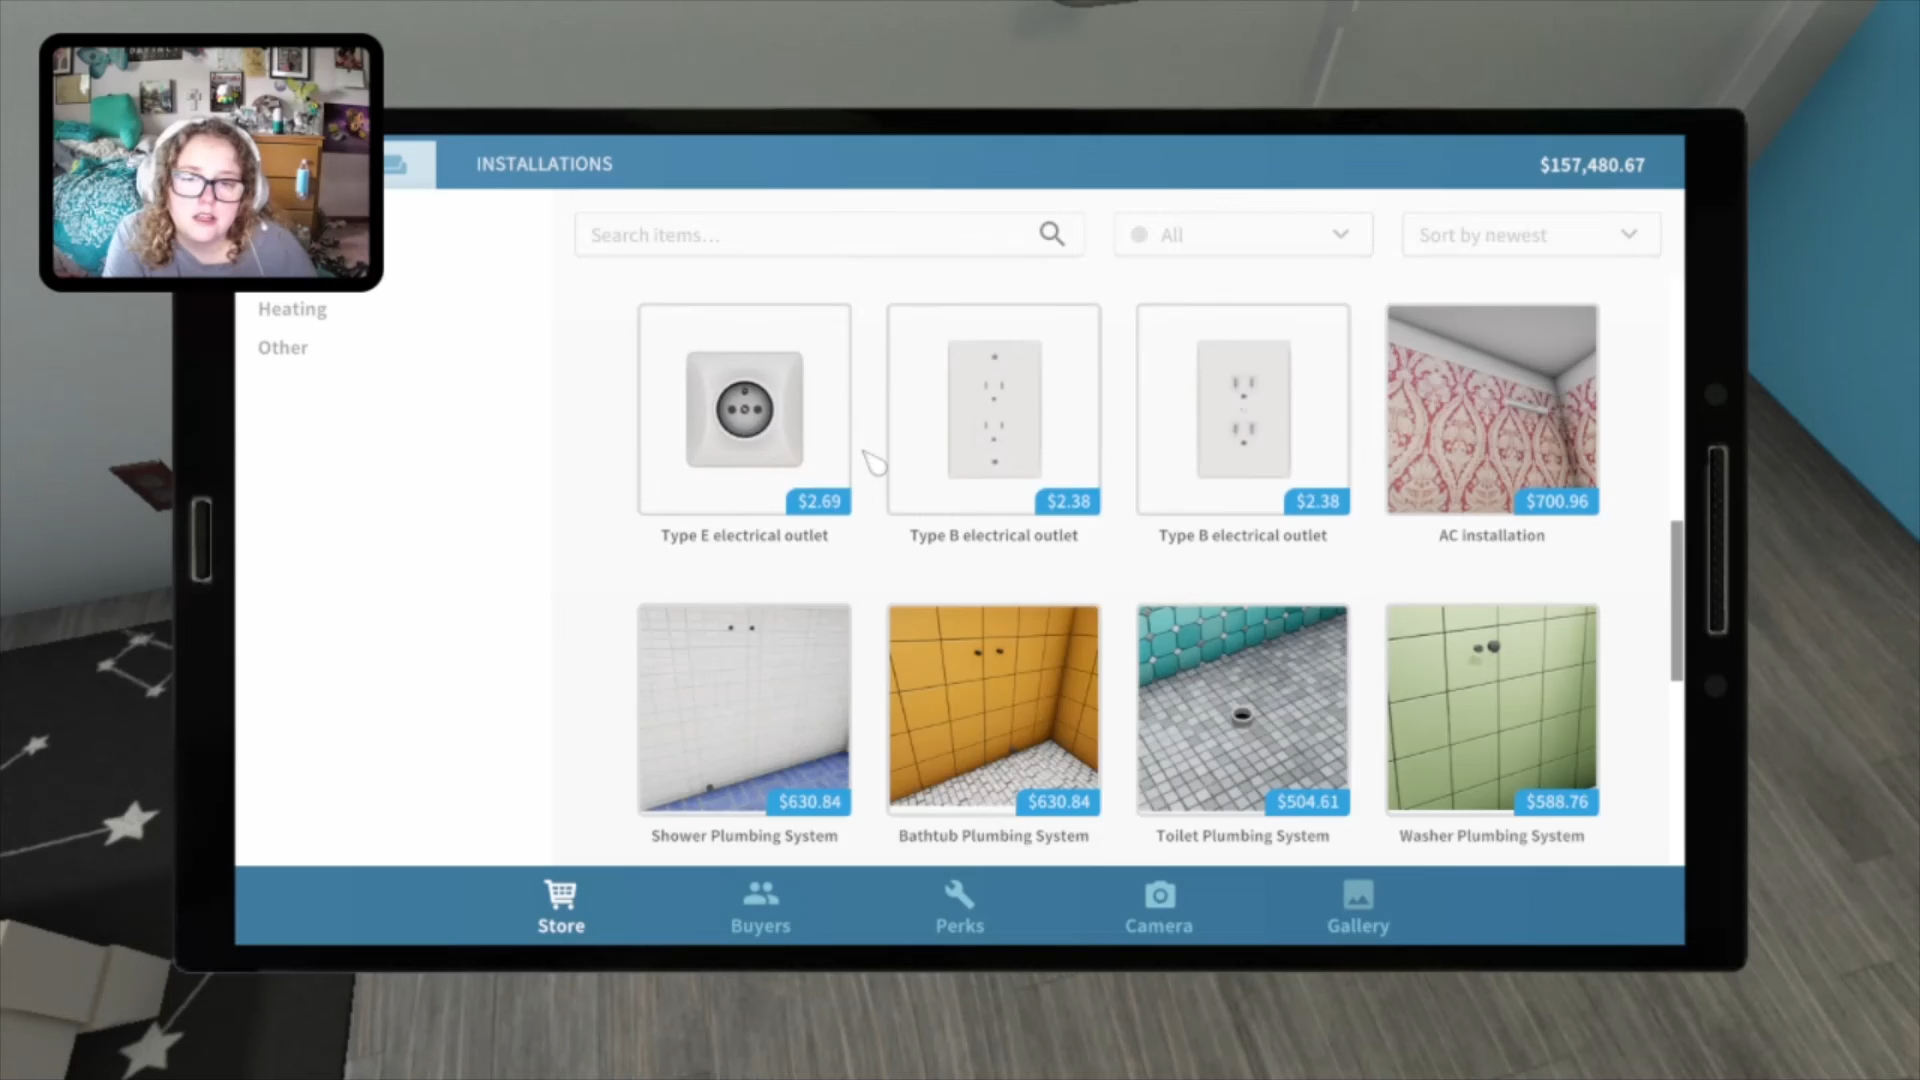 INSTALLATIONS
$157,480.67
Search items...
All
Sort by newest
Heating
Other
$2.69
$2.38
$2.38
$700.96
Type E electrical outlet
Type B electrical outlet
Type B electrical outlet
AC installation
$630.84
$630.84
$504.61
$588.76
Shower Plumbing System
Bathtub Plumbing System
Toilet Plumbing System
Washer Plumbing System
Store
Buyers
Perks
Camera
Gallery